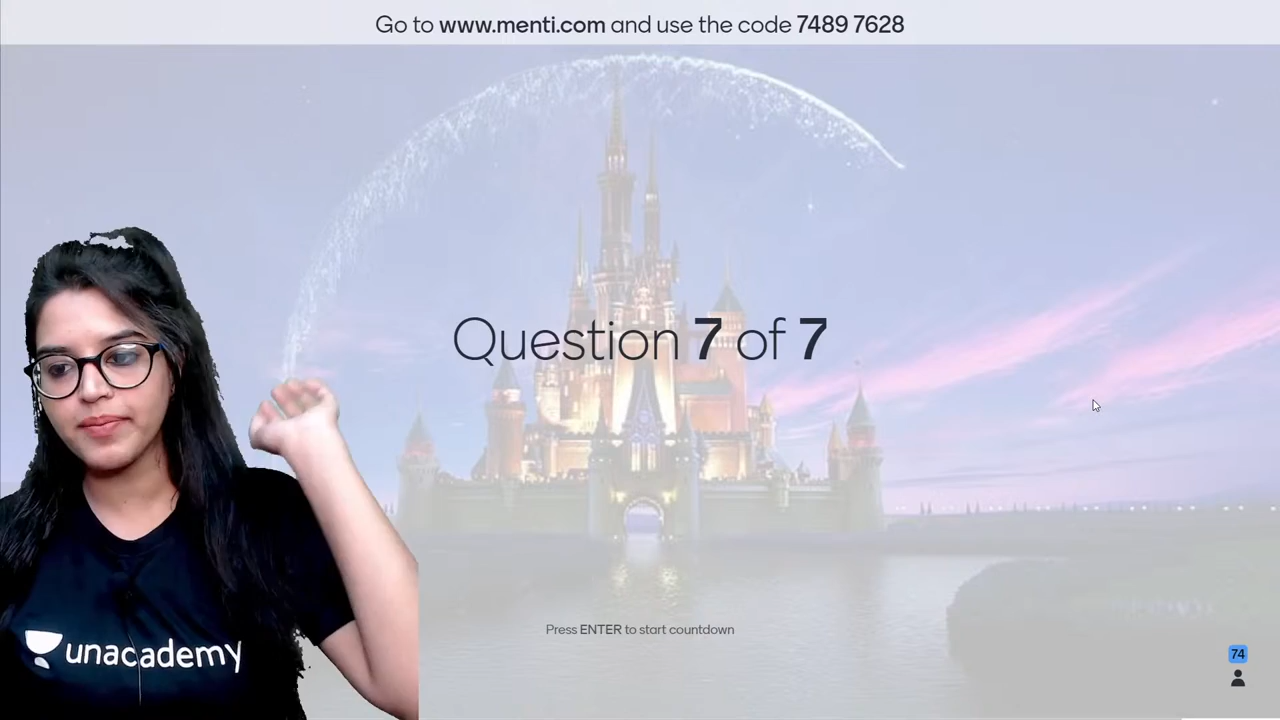 Go to www.menti.com and use the code 7489 7628
Question 7 of 7
Press ENTER to start countdown
unacademy
74